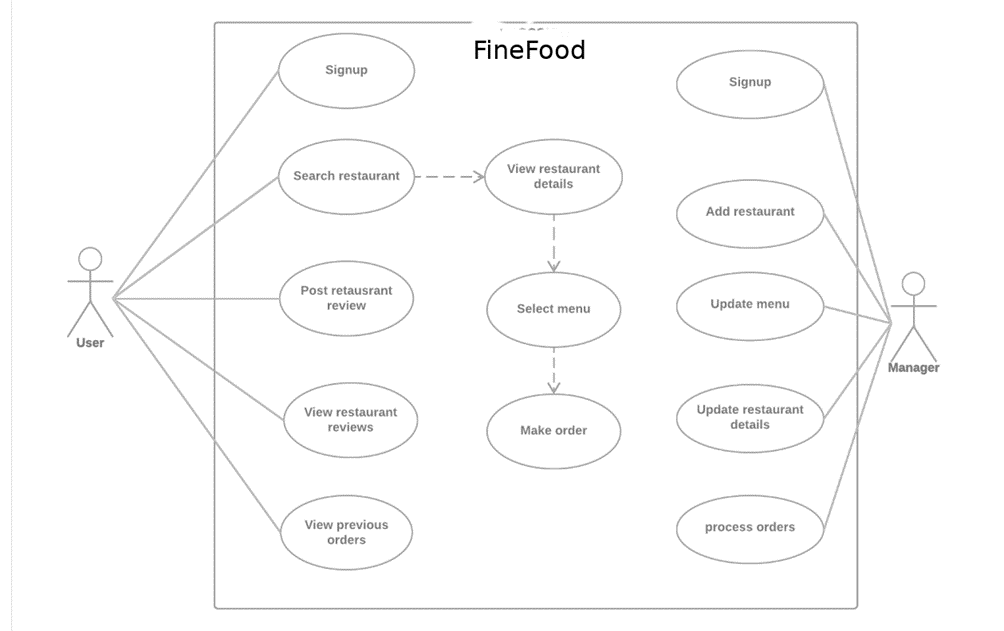 FineFood
Signup
Search restaurant
Post retausrant
review
View restaurant
reviews
View previous
orders
View restaurant
details
Select menu
Make order
Signup
Add restaurant
Update menu
Update restaurant
details
process orders
User
Manager